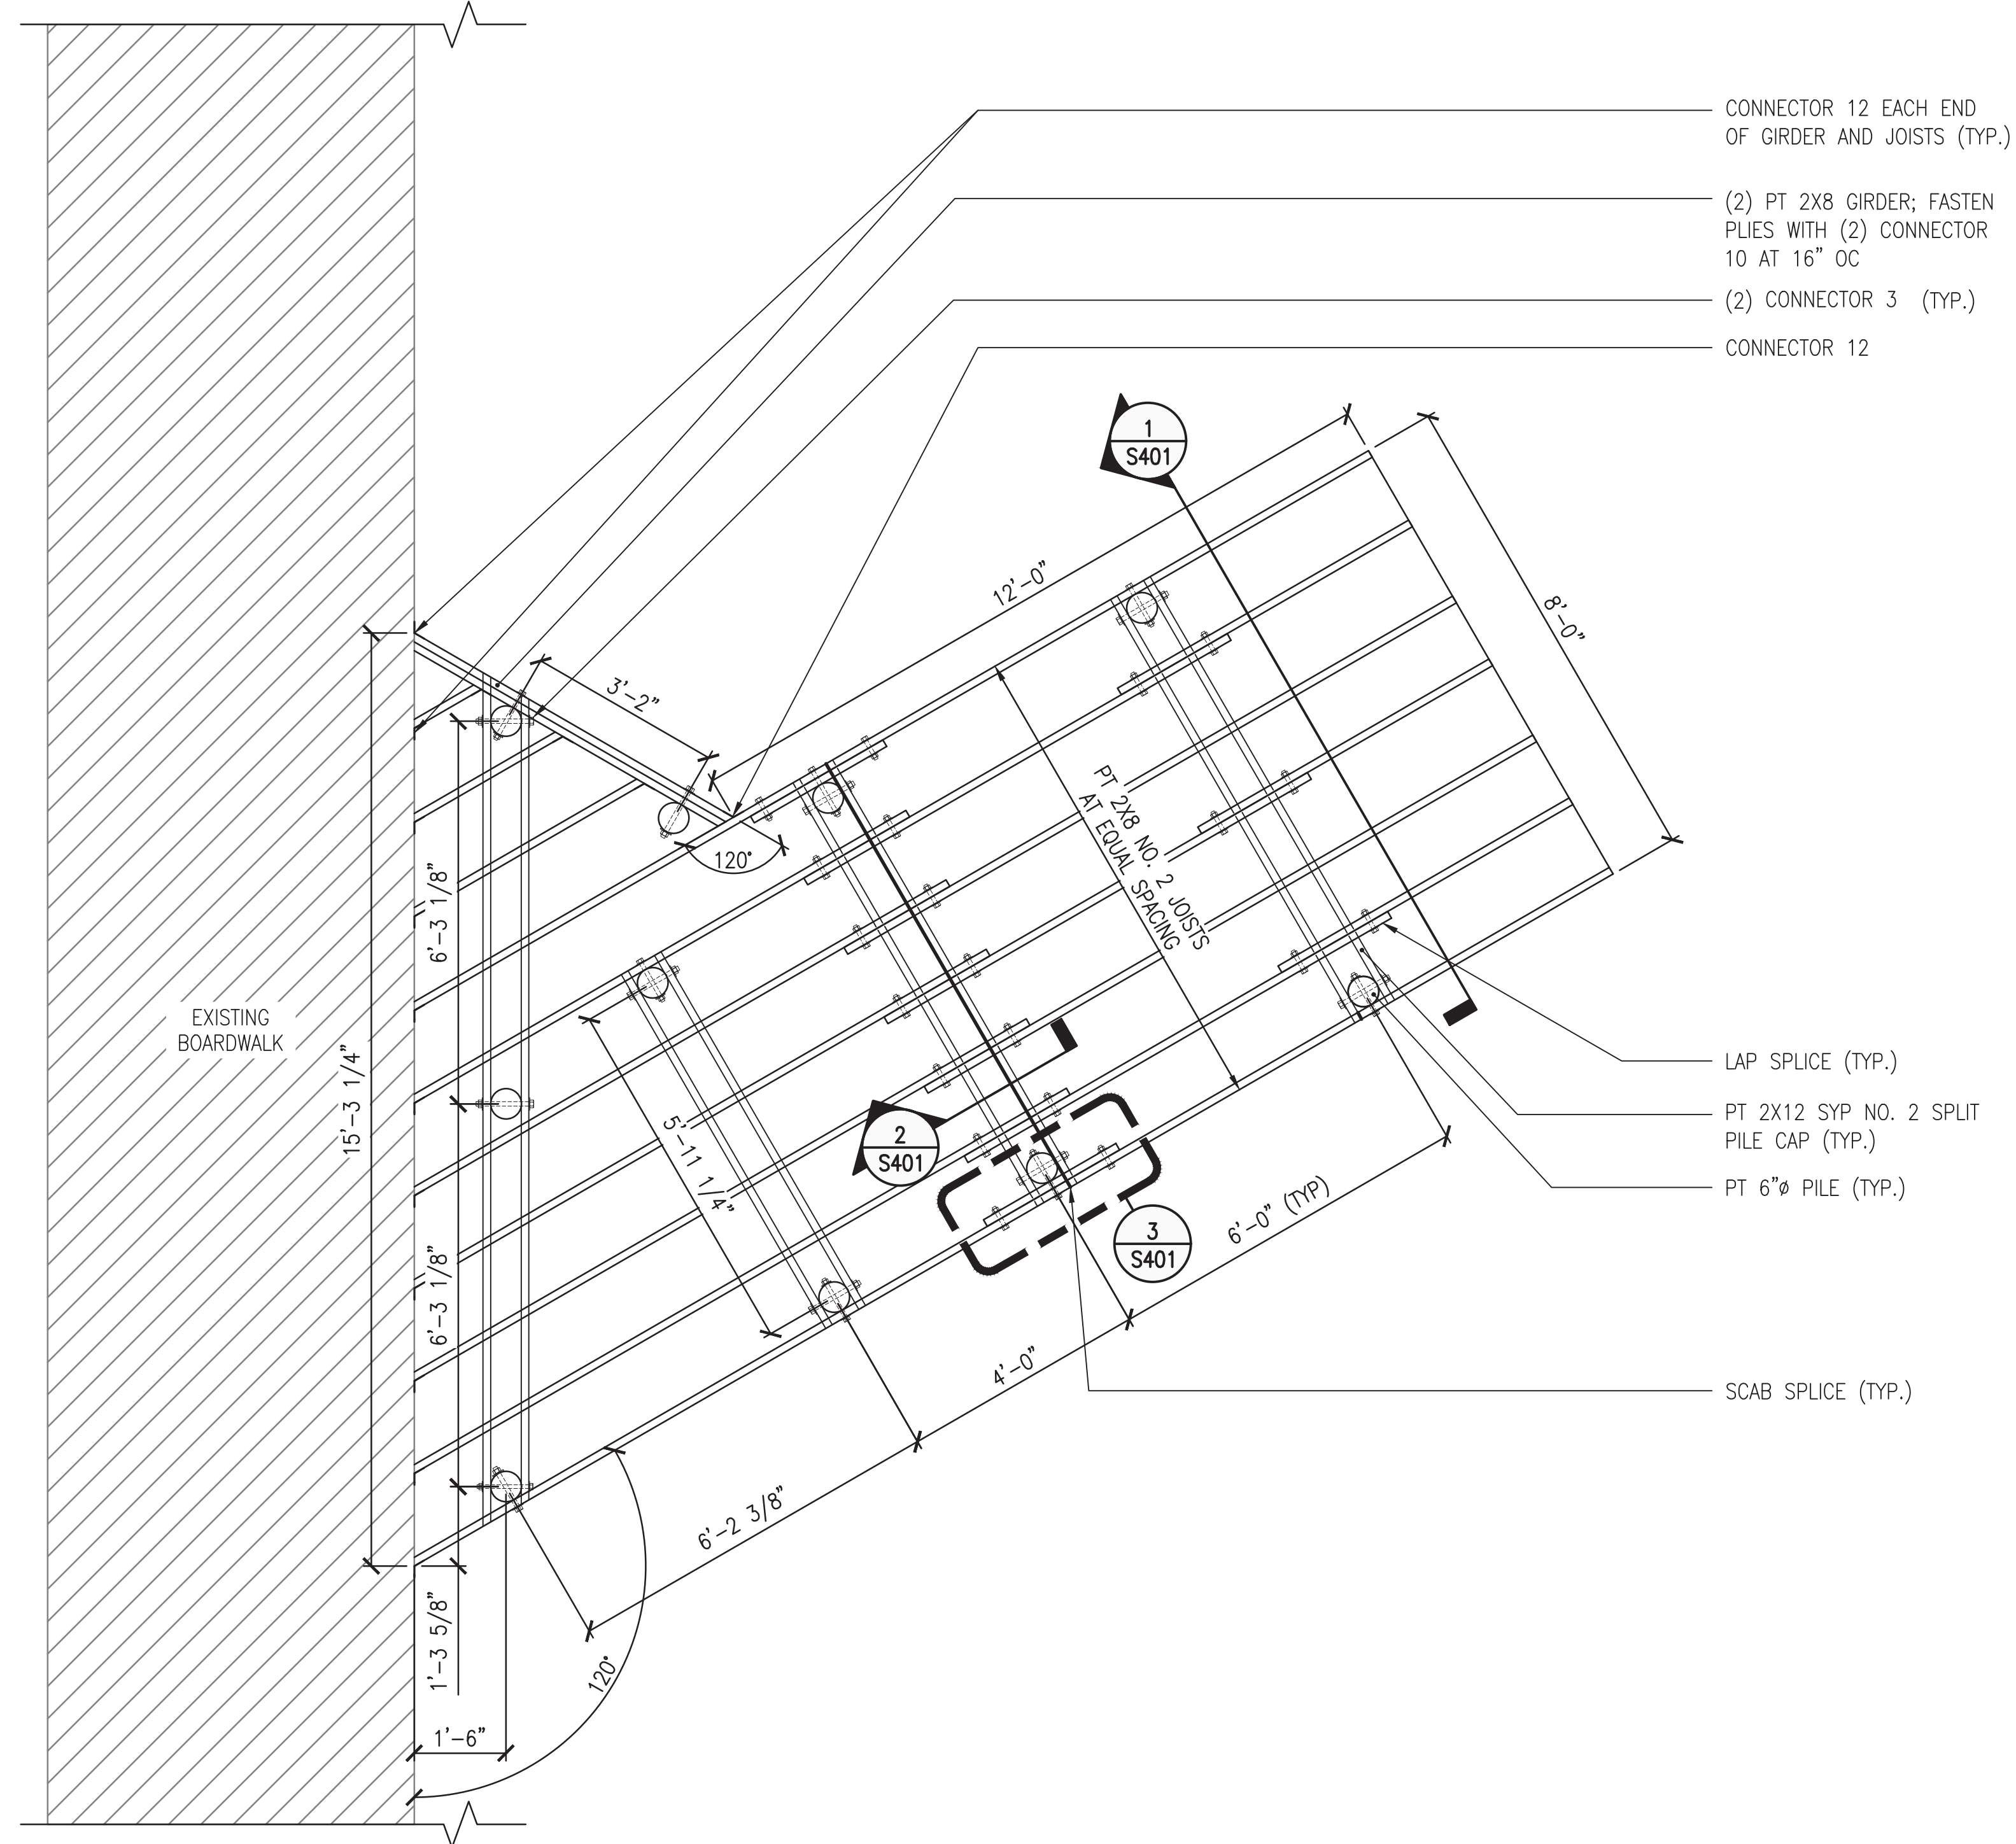 CONNECTOR 12 EACH END
OF GIRDER AND JOISTS (TYP.)
(2) PT 2X8 GIRDER; FASTEN
PLIES WITH (2) CONNECTOR
10 AT 16" OC
(2) CONNECTOR 3 (TYP.)
CONNECTOR 12
1
S401
12'-0"
8'-0"
3'-2"
120°
PT 2X8 NO. 2 JOISTS
AT EQUAL SPACING
6'-3 1/8"
EXISTING
BOARDWALK
15'-3 1/4"
5'-11 1/4"
2
S401
3
S401
6'-0" (TYP)
LAP SPLICE (TYP.)
PT 2X12 SYP NO. 2 SPLIT
PILE CAP (TYP.)
PT 6"ø PILE (TYP.)
6'-3 1/8"
4'-0"
SCAB SPLICE (TYP.)
6'-2 3/8"
1'-3 5/8"
120°
1'-6"